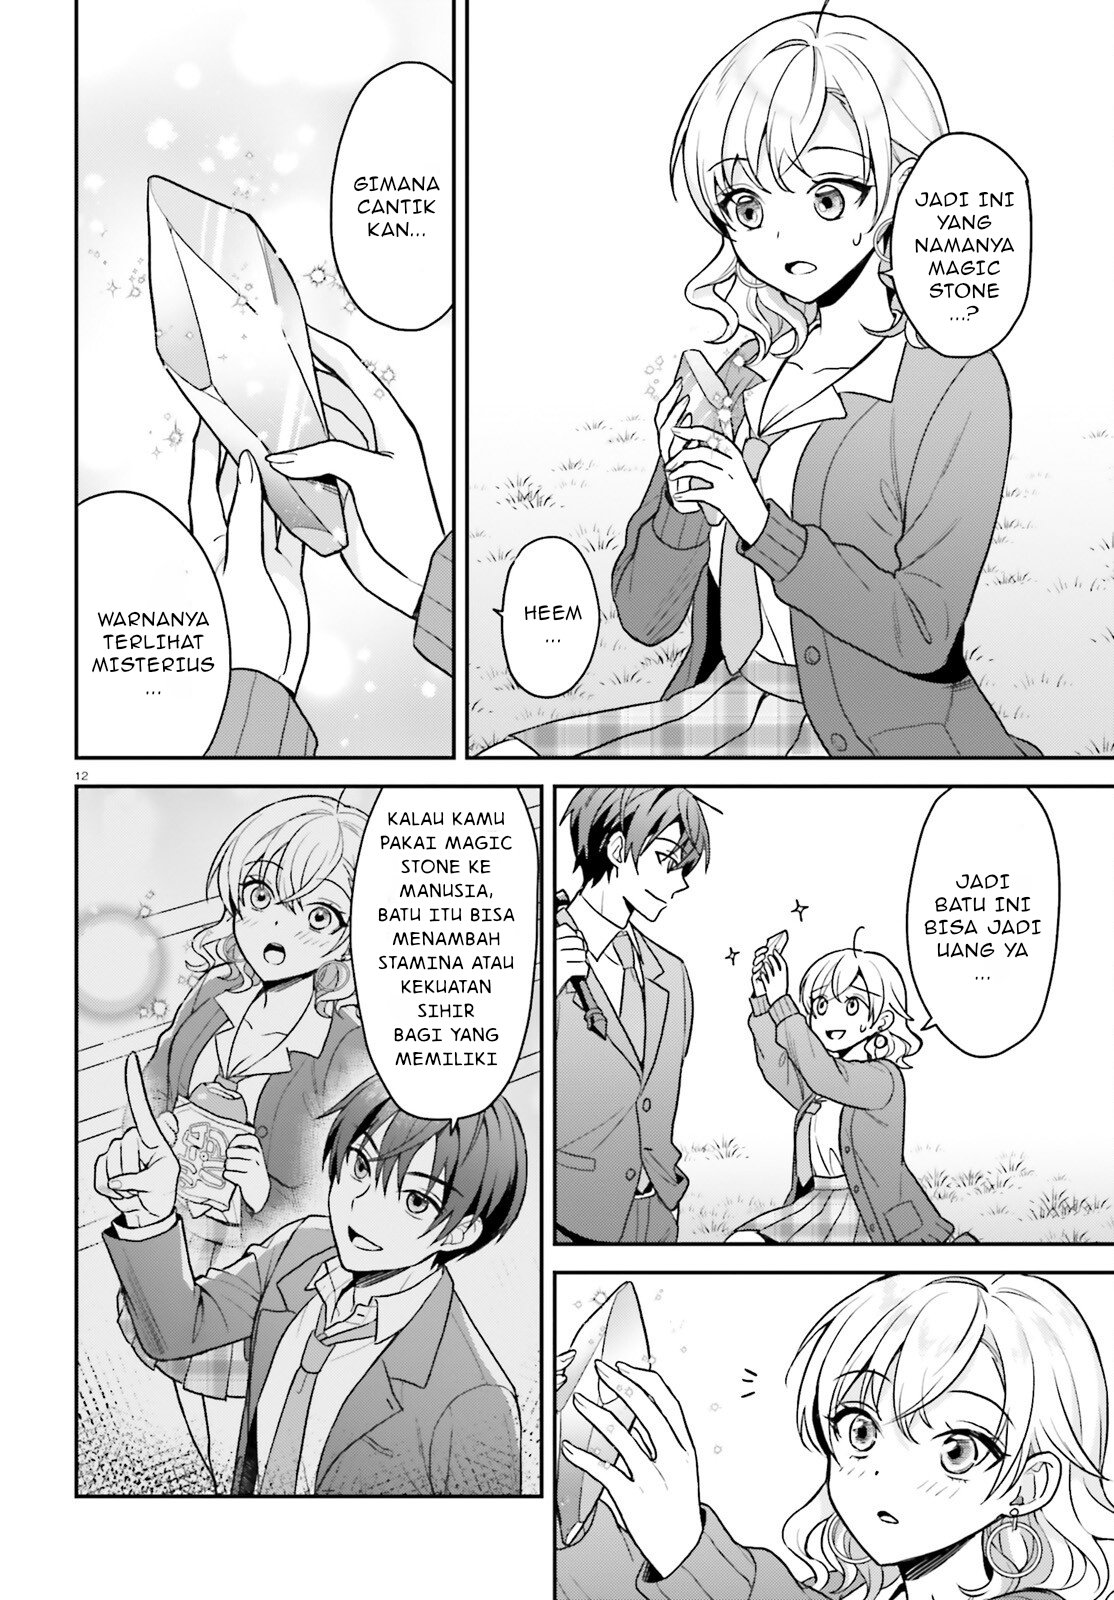 JADI INI
YANG
NAMANYA
MAGIC
STONE
...?
HEEM
...
GIMANA
CANTIK
KAN...
WARNANYA
TERLIHAT
MISTERIUS
...
12
JADI
BATU INI
BISA JADI
UANG YA
...
KALAU KAMU
PAKAI MAGIC
STONE KE
MANUSIA,
BATU ITU BISA
MENAMBAH
STAMINA ATAU
KEKUATAN
SIHIR
BAGI YANG
MEMILIKI